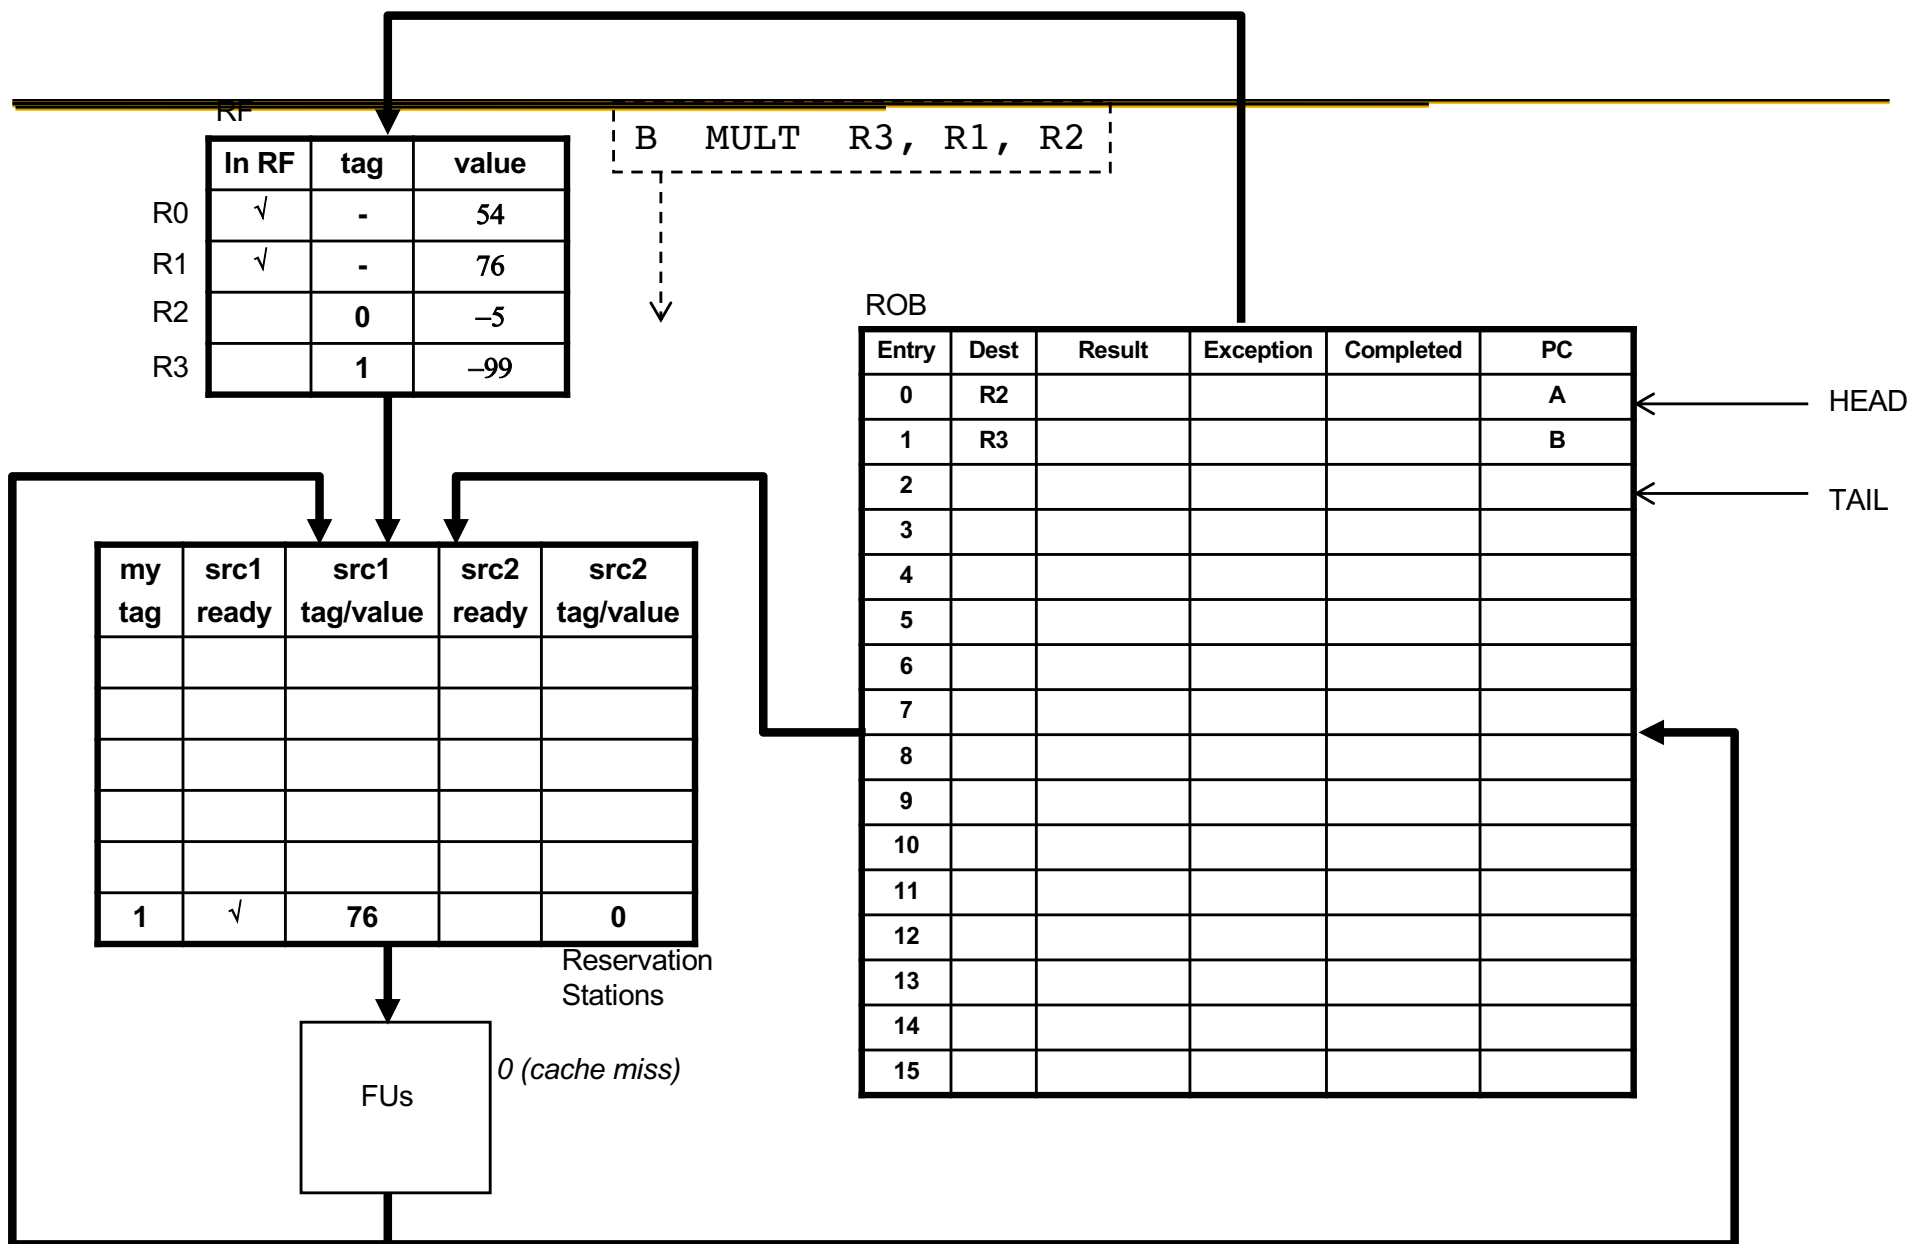 RF
B MULT R3, R1, R2
In RF tag value
R0 √ - 54
R1 √ - 76
R2 0 –5
R3 1 –99
ROB
Entry Dest Result Exception Completed PC
0 R2 A
HEAD
1 R3 B
2
TAIL
3
4
5
6
7
8
9
10
11
12
13
14
15
my src1 src1 src2 src2
tag ready tag/value ready tag/value
1 √ 76 0
Reservation
Stations
0 (cache miss)
FUs